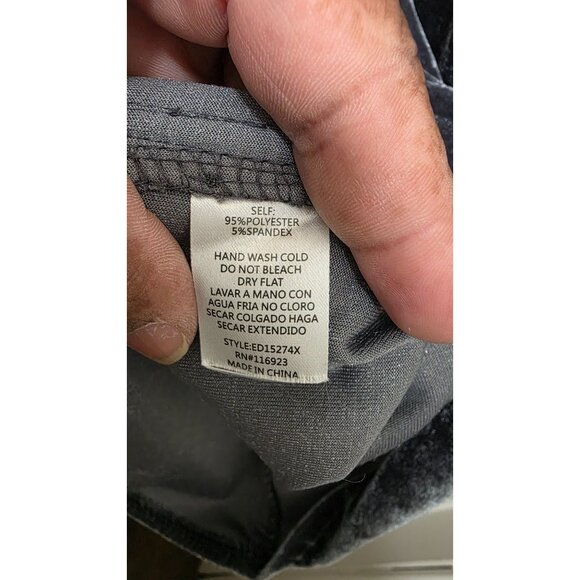 SELF:
95%POLYESTER
5%SPANDEX
HAND WASH COLD
DO NOT BLEACH
DRY FLAT
LAVAR A MANO CON
AGUA FRIA NO CLORO
SECAR COLGADO HAGA
SECAR EXTENDIDO
STYLE:ED15274X
RN#116923
MADE IN CHINA